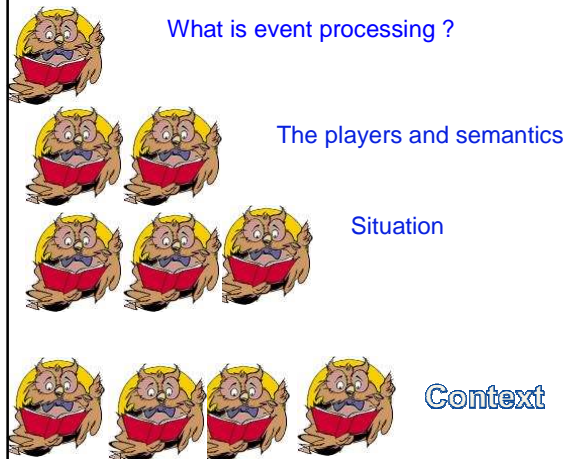 What is event processing ?
The players and semantics
Situation
Context